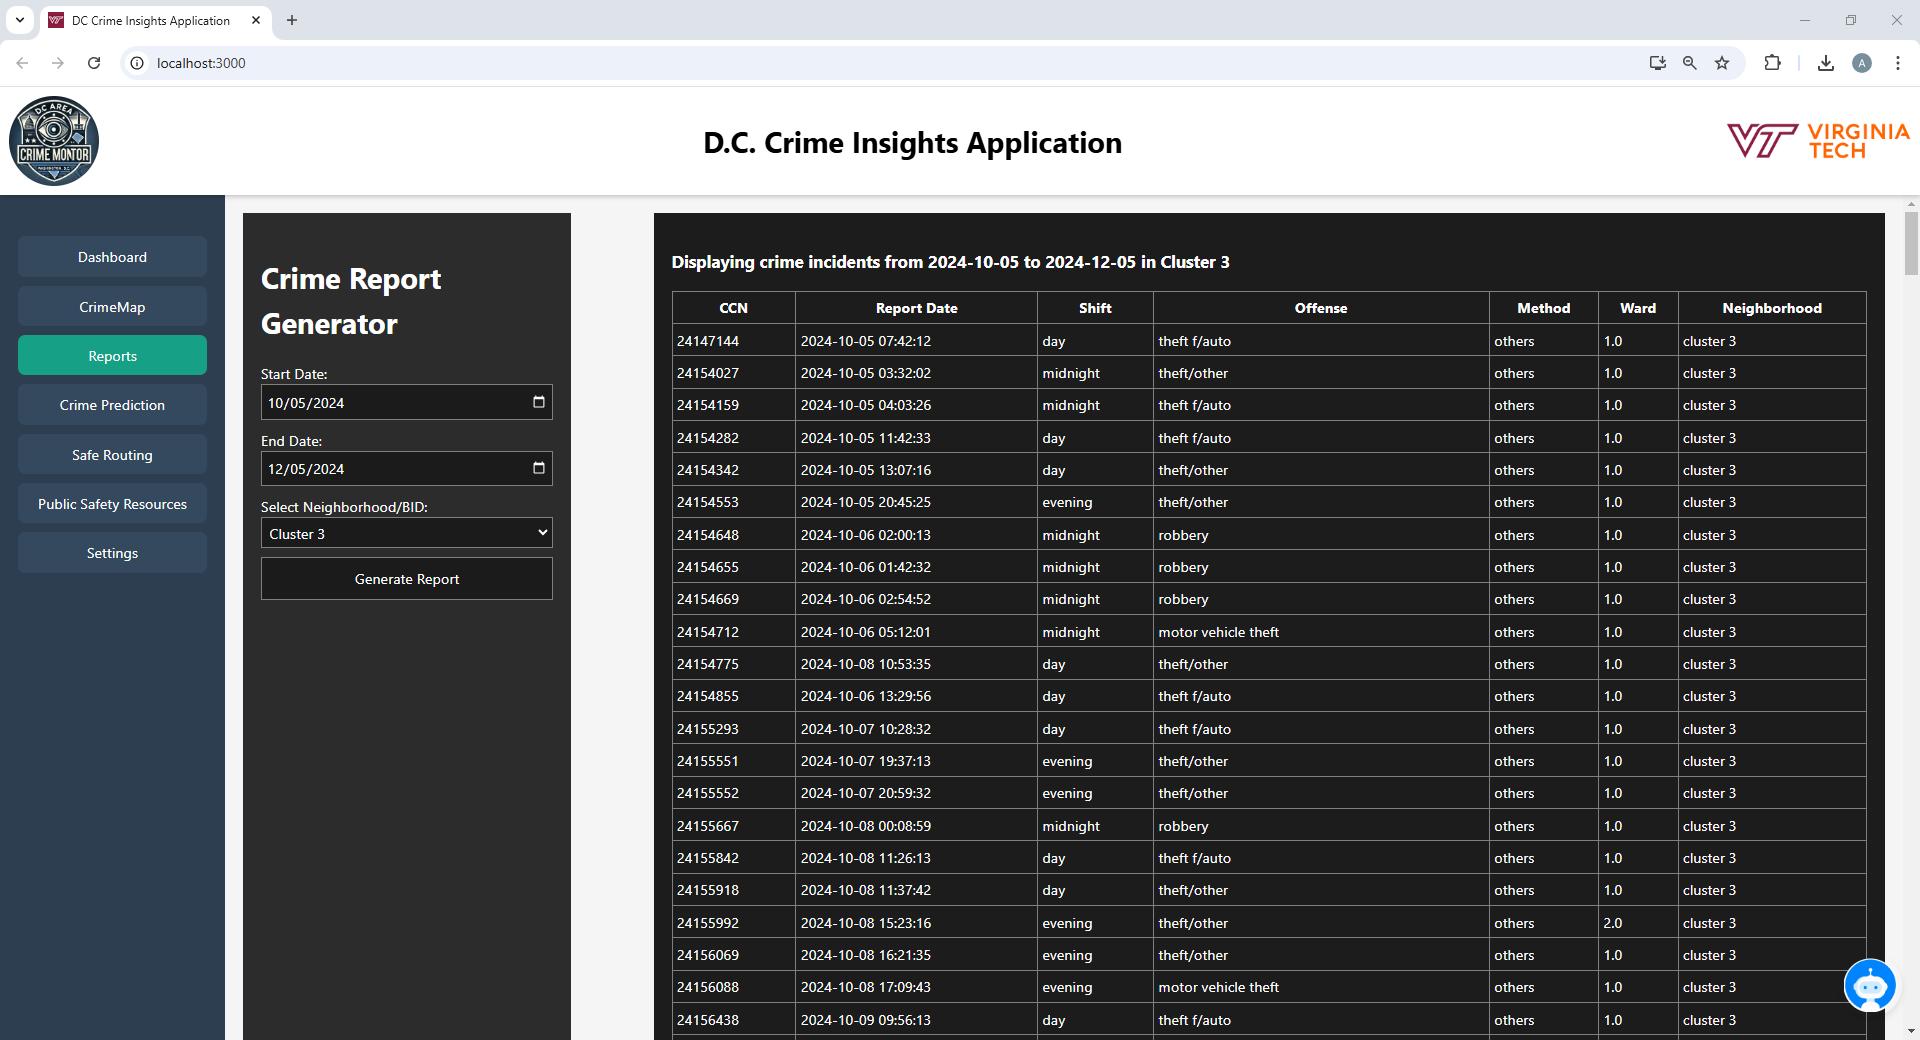 DC Crime Insights Application
localhost:3000
A
DC AREA
CRIME MONTOR
WASHINGTON, D.C.
D.C. Crime Insights Application
VT VIRGINIA
TECH
Dashboard
CrimeMap
Reports
Crime Prediction
Safe Routing
Public Safety Resources
Settings
Crime Report
Generator
Start Date:
10/05/2024
End Date:
12/05/2024
Select Neighborhood/BID:
Cluster 3
Generate Report
Displaying crime incidents from 2024-10-05 to 2024-12-05 in Cluster 3
CCN Report Date Shift Offense Method Ward Neighborhood
24147144 2024-10-05 07:42:12 day theft f/auto others 1.0 cluster 3
24154027 2024-10-05 03:32:02 midnight theft/other others 1.0 cluster 3
24154159 2024-10-05 04:03:26 midnight theft f/auto others 1.0 cluster 3
24154282 2024-10-05 11:42:33 day theft f/auto others 1.0 cluster 3
24154342 2024-10-05 13:07:16 day theft/other others 1.0 cluster 3
24154553 2024-10-05 20:45:25 evening theft/other others 1.0 cluster 3
24154648 2024-10-06 02:00:13 midnight robbery others 1.0 cluster 3
24154655 2024-10-06 01:42:32 midnight robbery others 1.0 cluster 3
24154669 2024-10-06 02:54:52 midnight robbery others 1.0 cluster 3
24154712 2024-10-06 05:12:01 midnight motor vehicle theft others 1.0 cluster 3
24154775 2024-10-08 10:53:35 day theft/other others 1.0 cluster 3
24154855 2024-10-06 13:29:56 day theft f/auto others 1.0 cluster 3
24155293 2024-10-07 10:28:32 day theft f/auto others 1.0 cluster 3
24155551 2024-10-07 19:37:13 evening theft/other others 1.0 cluster 3
24155552 2024-10-07 20:59:32 evening theft/other others 1.0 cluster 3
24155667 2024-10-08 00:08:59 midnight robbery others 1.0 cluster 3
24155842 2024-10-08 11:26:13 day theft f/auto others 1.0 cluster 3
24155918 2024-10-08 11:37:42 day theft/other others 1.0 cluster 3
24155992 2024-10-08 15:23:16 evening theft/other others 2.0 cluster 3
24156069 2024-10-08 16:21:35 evening theft/other others 1.0 cluster 3
24156088 2024-10-08 17:09:43 evening motor vehicle theft others 1.0 cluster 3
24156438 2024-10-09 09:56:13 day theft f/auto others 1.0 cluster 3